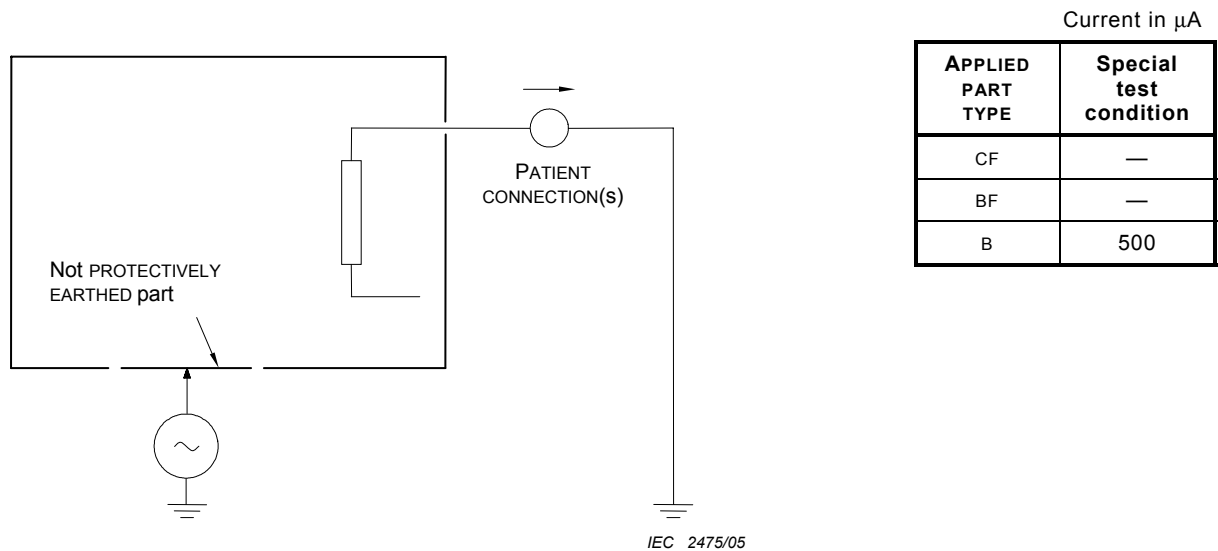 Current in μA
APPLIED PART TYPE
Special test condition
CF
—
BF
—
B
500
PATIENT
CONNECTION(s)
Not PROTECTIVELY
EARTHED part
IEC 2475/05